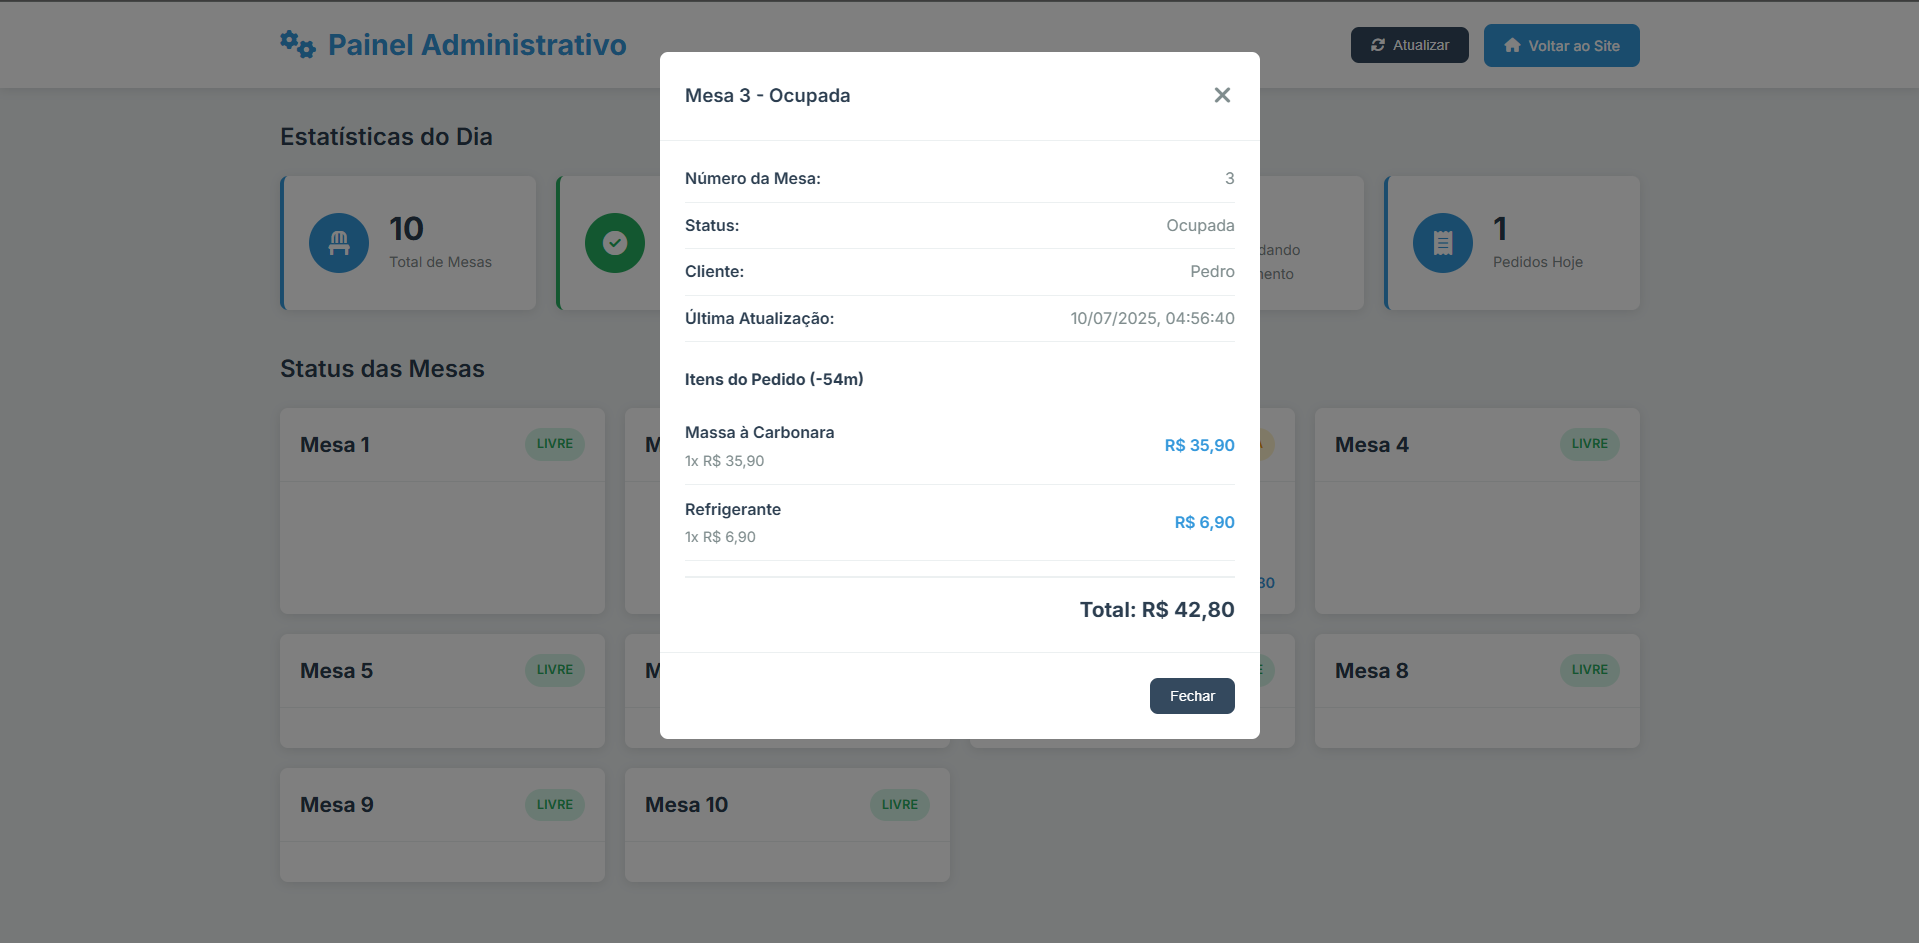 Painel Administrativo
Atualizar
Voltar ao Site
Mesa 3 - Ocupada
Número da Mesa:
3
Status:
Ocupada
Cliente:
Pedro
Última Atualização:
10/07/2025, 04:56:40
Itens do Pedido (-54m)
Massa à Carbonara
1x R$ 35,90
R$ 35,90
Refrigerante
1x R$ 6,90
R$ 6,90
Total: R$ 42,80
Fechar
Estatísticas do Dia
10
Total de Mesas
1
Pedidos Hoje
Status das Mesas
Mesa 1
LIVRE
Mesa 4
LIVRE
Mesa 5
LIVRE
Mesa 8
LIVRE
Mesa 9
LIVRE
Mesa 10
LIVRE